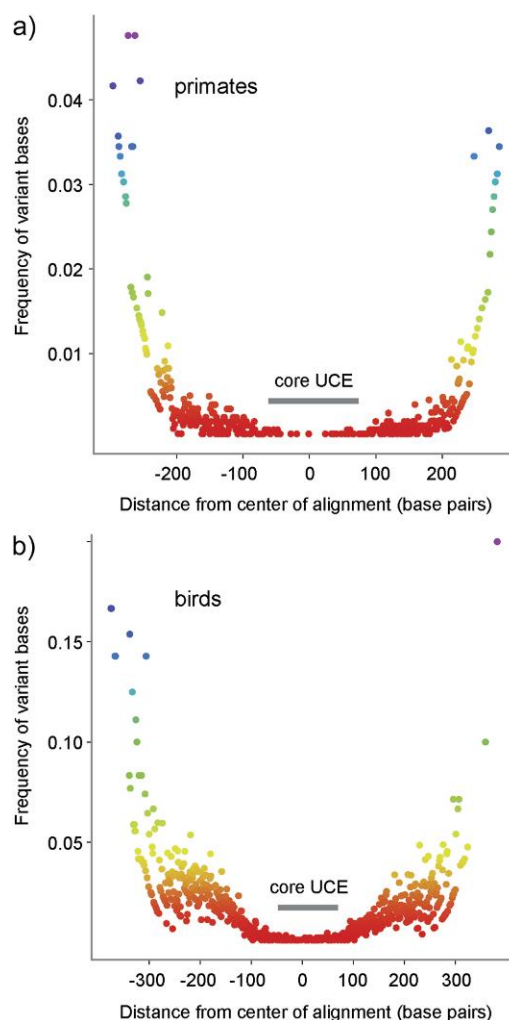 a)
primates
0.04
0.03
0.02
0.01
Frequency of variant bases
core UCE
-200 -100 0 100 200
Distance from center of alignment (base pairs)
b)
birds
0.15
0.10
0.05
Frequency of variant bases
core UCE
-300 -200 -100 0 100 200 300
Distance from center of alignment (base pairs)